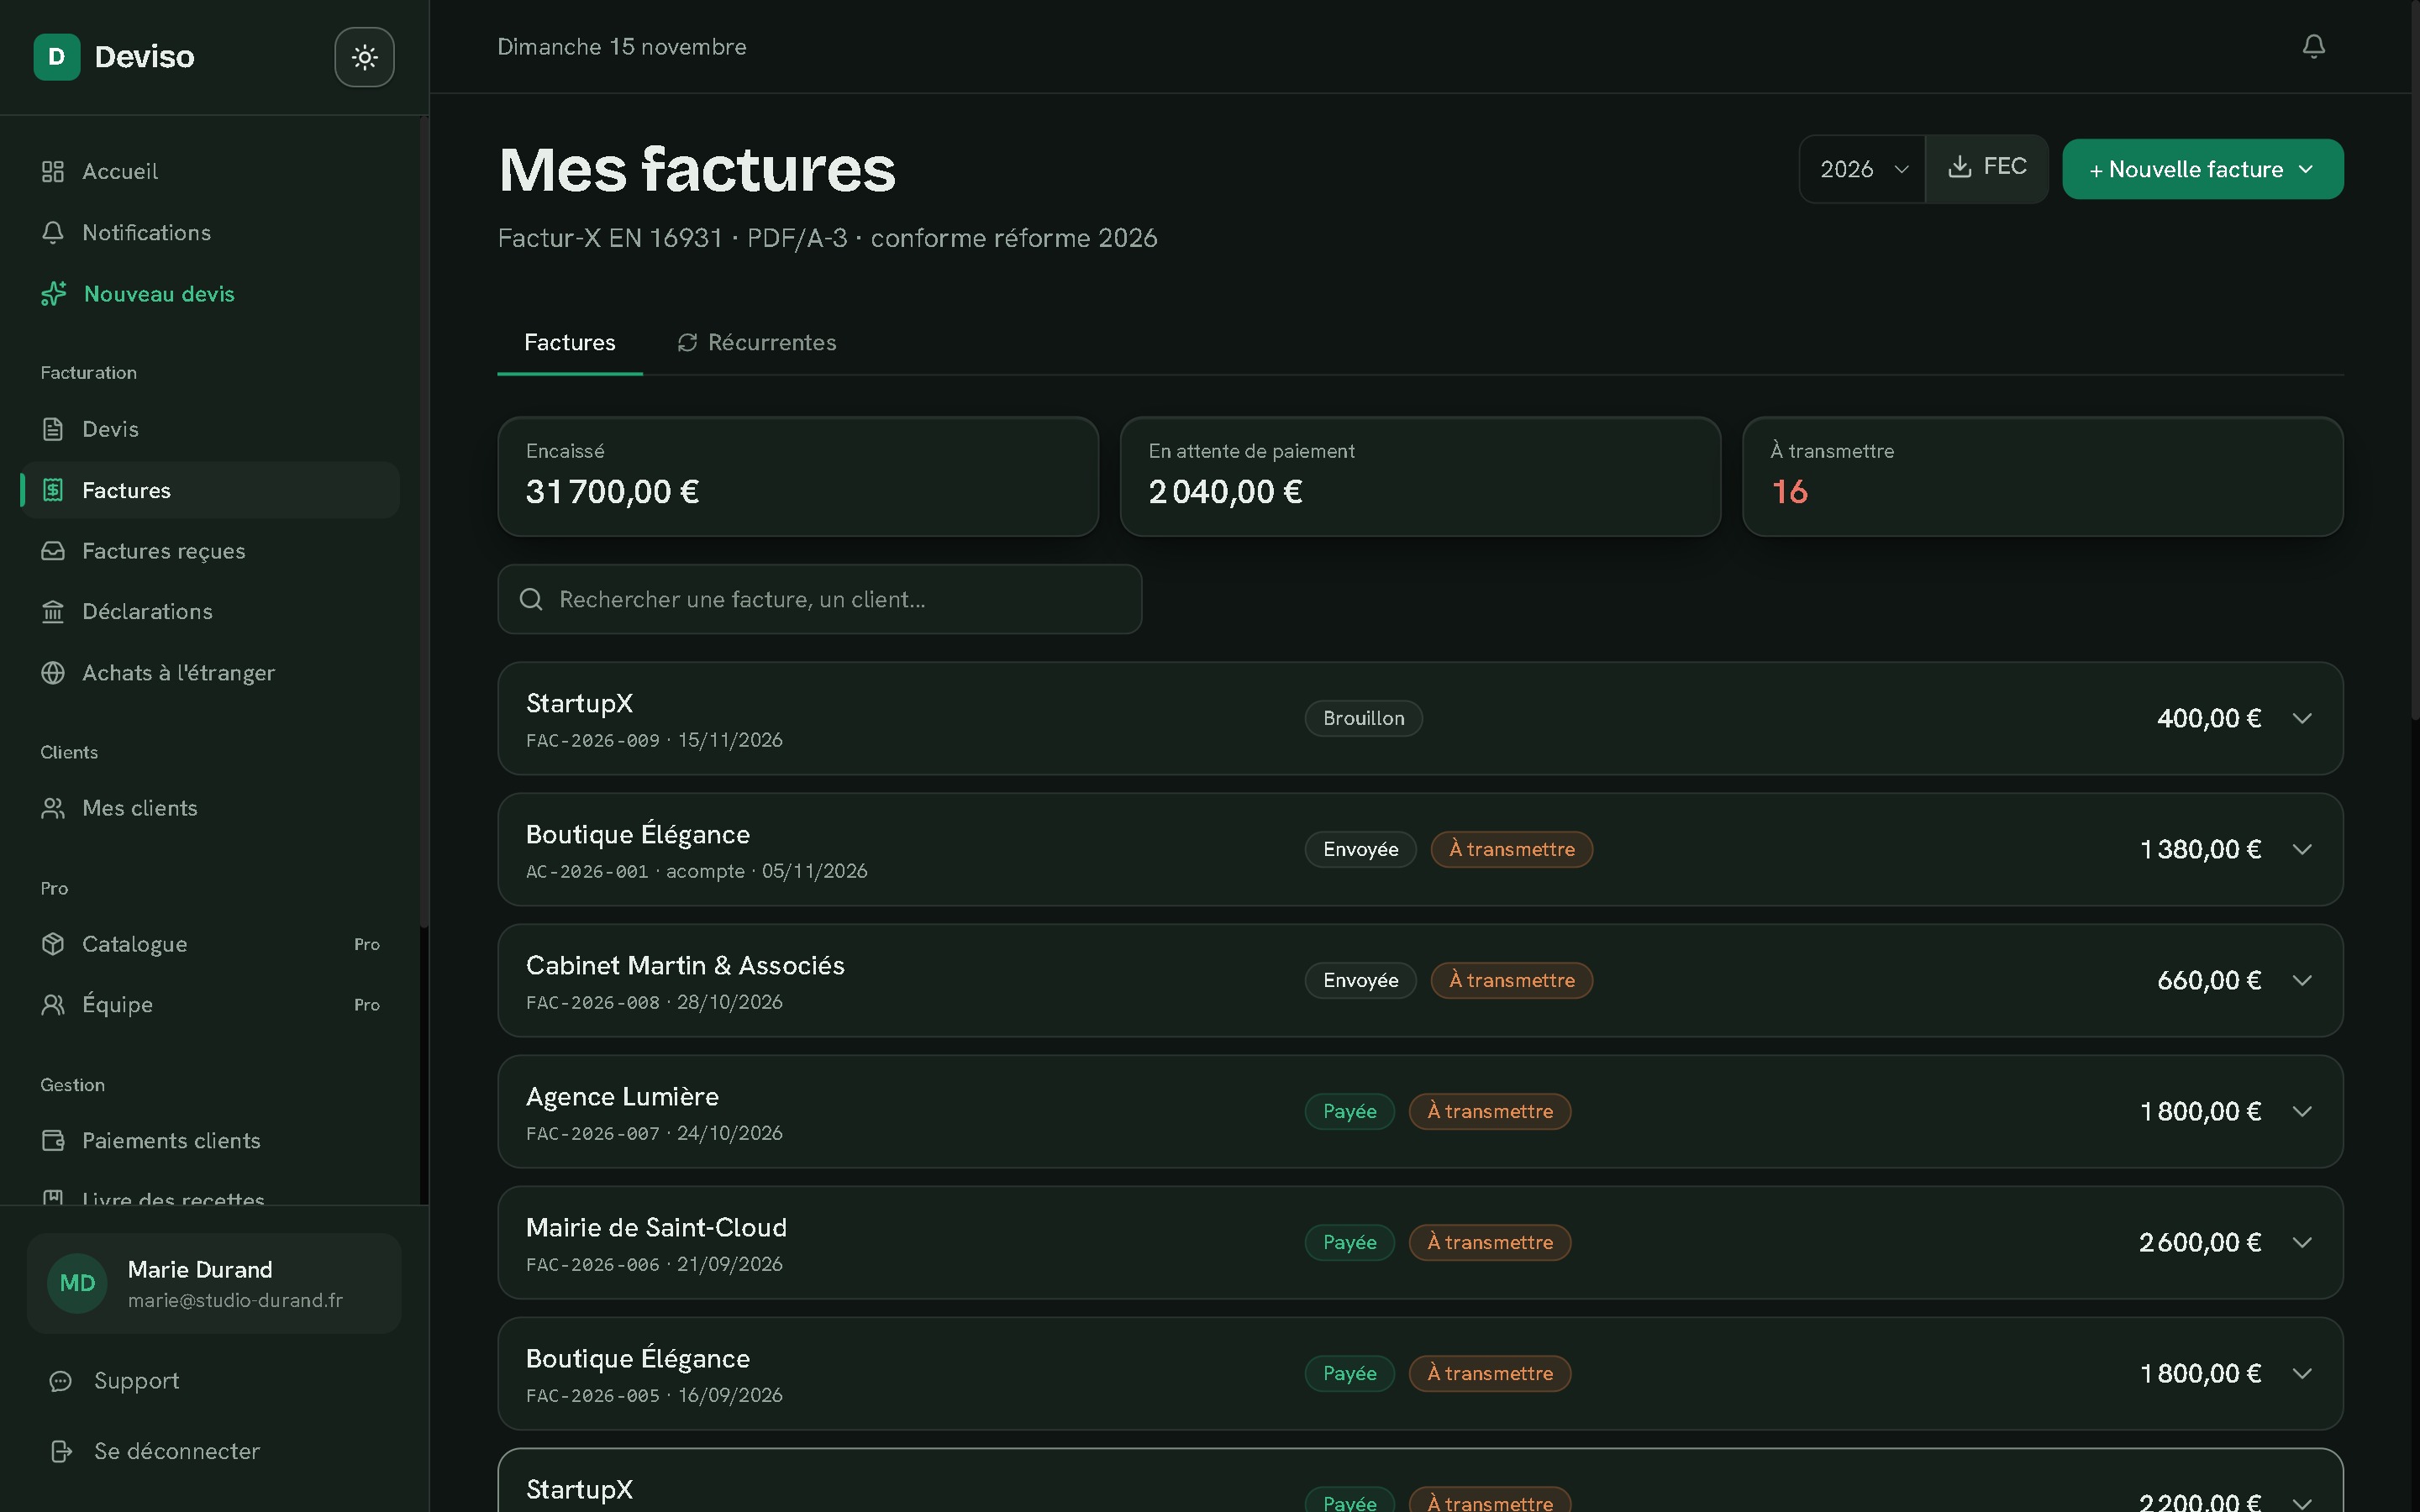 D Deviso
Accueil
Notifications
Nouveau devis
Facturation
Devis
Factures
Factures reçues
Déclarations
Achats à l'étranger
Clients
Mes clients
Pro
Catalogue Pro
Équipe Pro
Gestion
Paiements clients
Livre des recettes
MD Marie Durand
marie@studio-durand.fr
Support
Se déconnecter
Dimanche 15 novembre
Mes factures
2026 FEC + Nouvelle facture
Factur-X EN 16931 · PDF/A-3 · conforme réforme 2026
Factures Récurrentes
Encaissé
31 700,00 €
En attente de paiement
2 040,00 €
À transmettre
16
Rechercher une facture, un client...
StartupX
FAC-2026-009 · 15/11/2026
Brouillon
400,00 €
Boutique Élégance
AC-2026-001 · acompte · 05/11/2026
Envoyée À transmettre
1 380,00 €
Cabinet Martin & Associés
FAC-2026-008 · 28/10/2026
Envoyée À transmettre
660,00 €
Agence Lumière
FAC-2026-007 · 24/10/2026
Payée À transmettre
1 800,00 €
Mairie de Saint-Cloud
FAC-2026-006 · 21/09/2026
Payée À transmettre
2 600,00 €
Boutique Élégance
FAC-2026-005 · 16/09/2026
Payée À transmettre
1 800,00 €
StartupX
Payée À transmettre
2 200,00 €